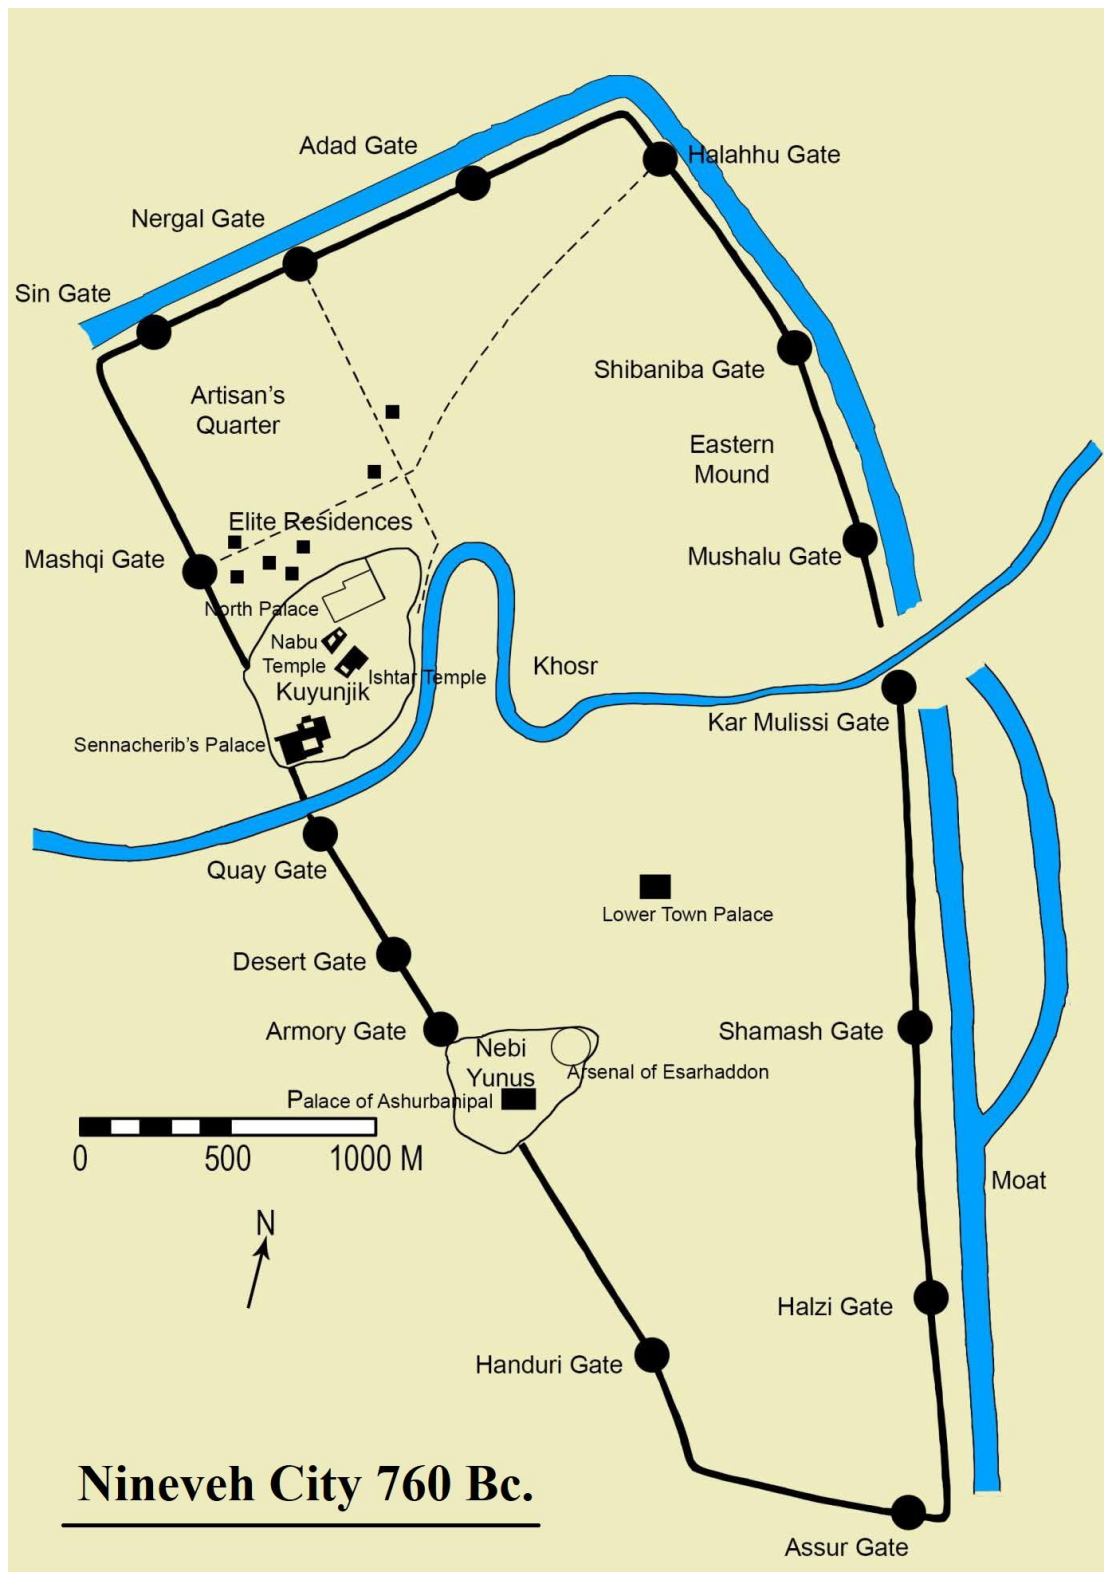 Adad Gate
Halahhu Gate
Nergal Gate
Sin Gate
Shibaniba Gate
Artisan's
Quarter
Eastern
Mound
Elite Residences
Mashqi Gate
Mushalu Gate
North Palace
Nabu
Temple
Ishtar Temple
Khosr
Kuyunjik
Kar Mulissi Gate
Sennacherib's Palace
Quay Gate
Lower Town Palace
Desert Gate
Armory Gate
Shamash Gate
Nebi
Yunus
Arsenal of Esarhaddon
Palace of Ashurbanipal
0 500 1000 M
Moat
N
Halzi Gate
Handuri Gate
Nineveh City 760 Bc.
Assur Gate